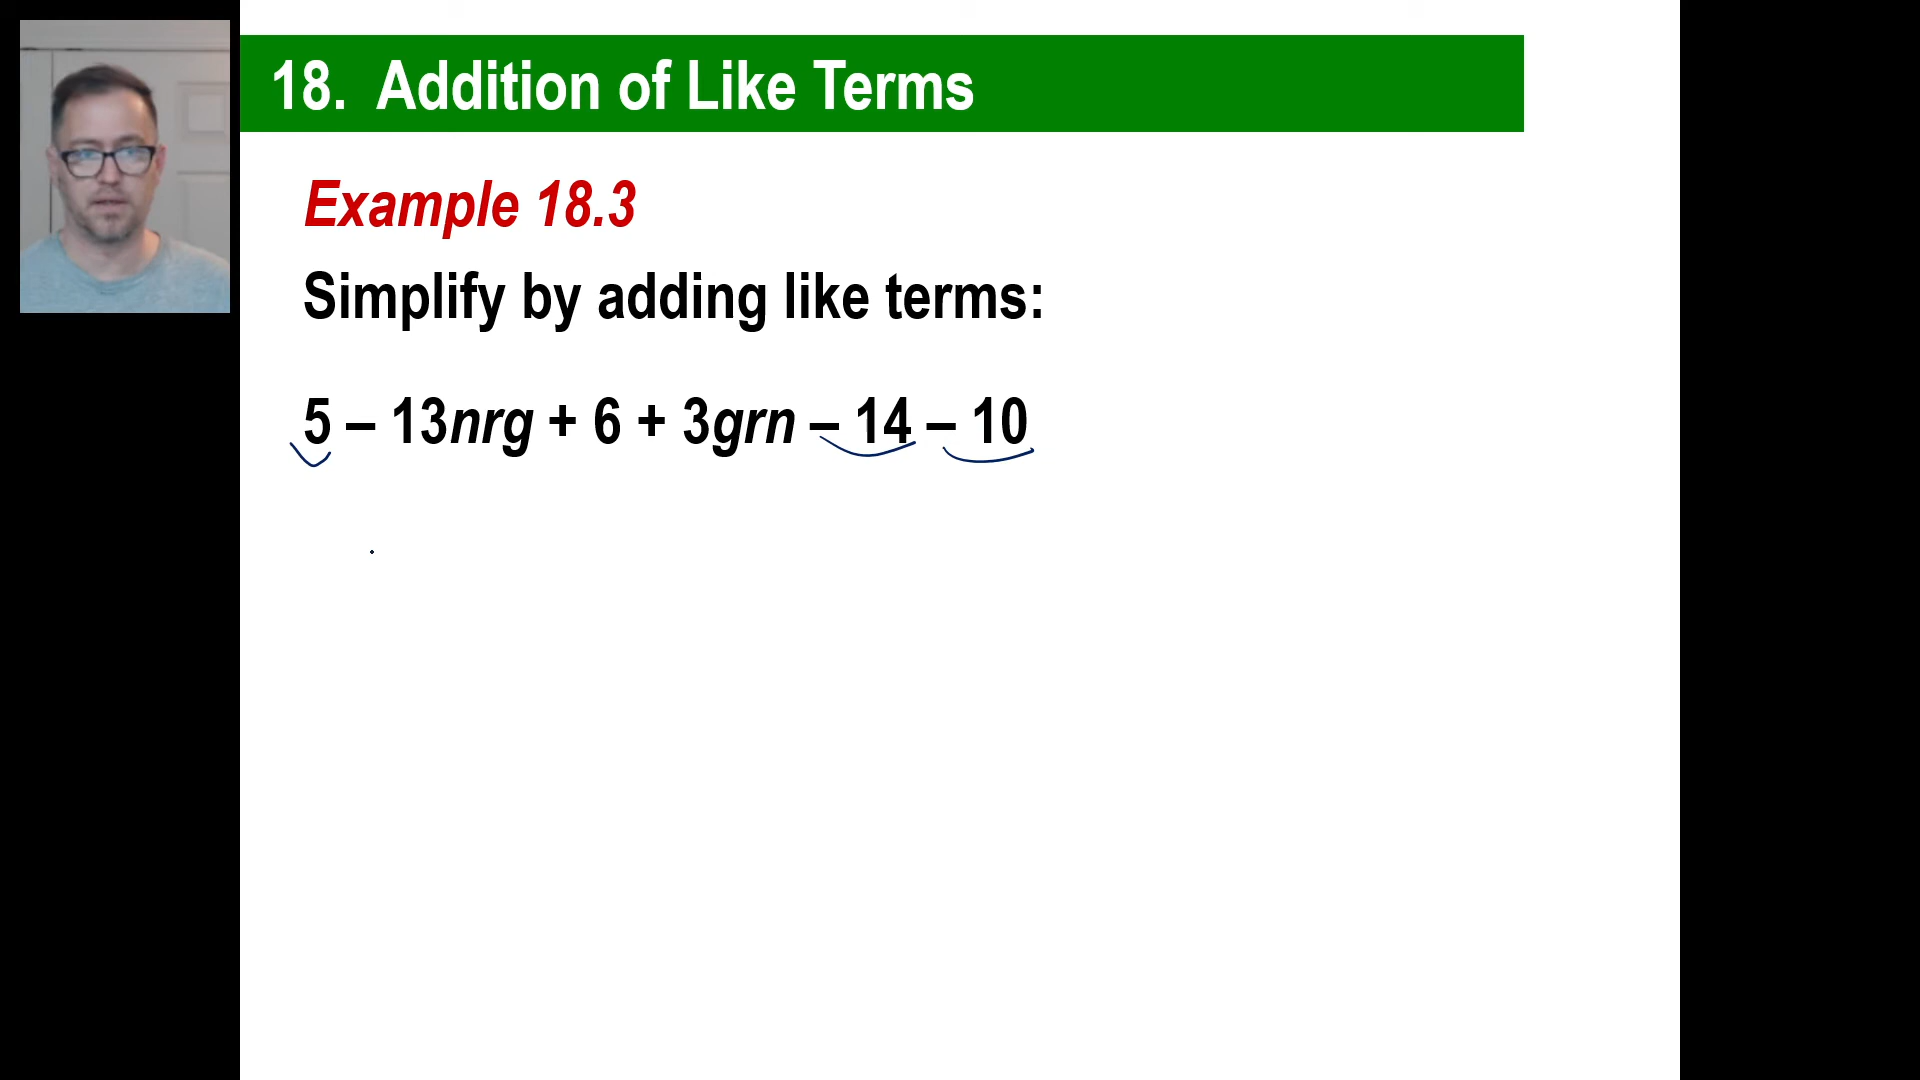 18. Addition of Like Terms
Example 18.3
Simplify by adding like terms:
5 – 13nrg + 6 + 3grn – 14 – 10